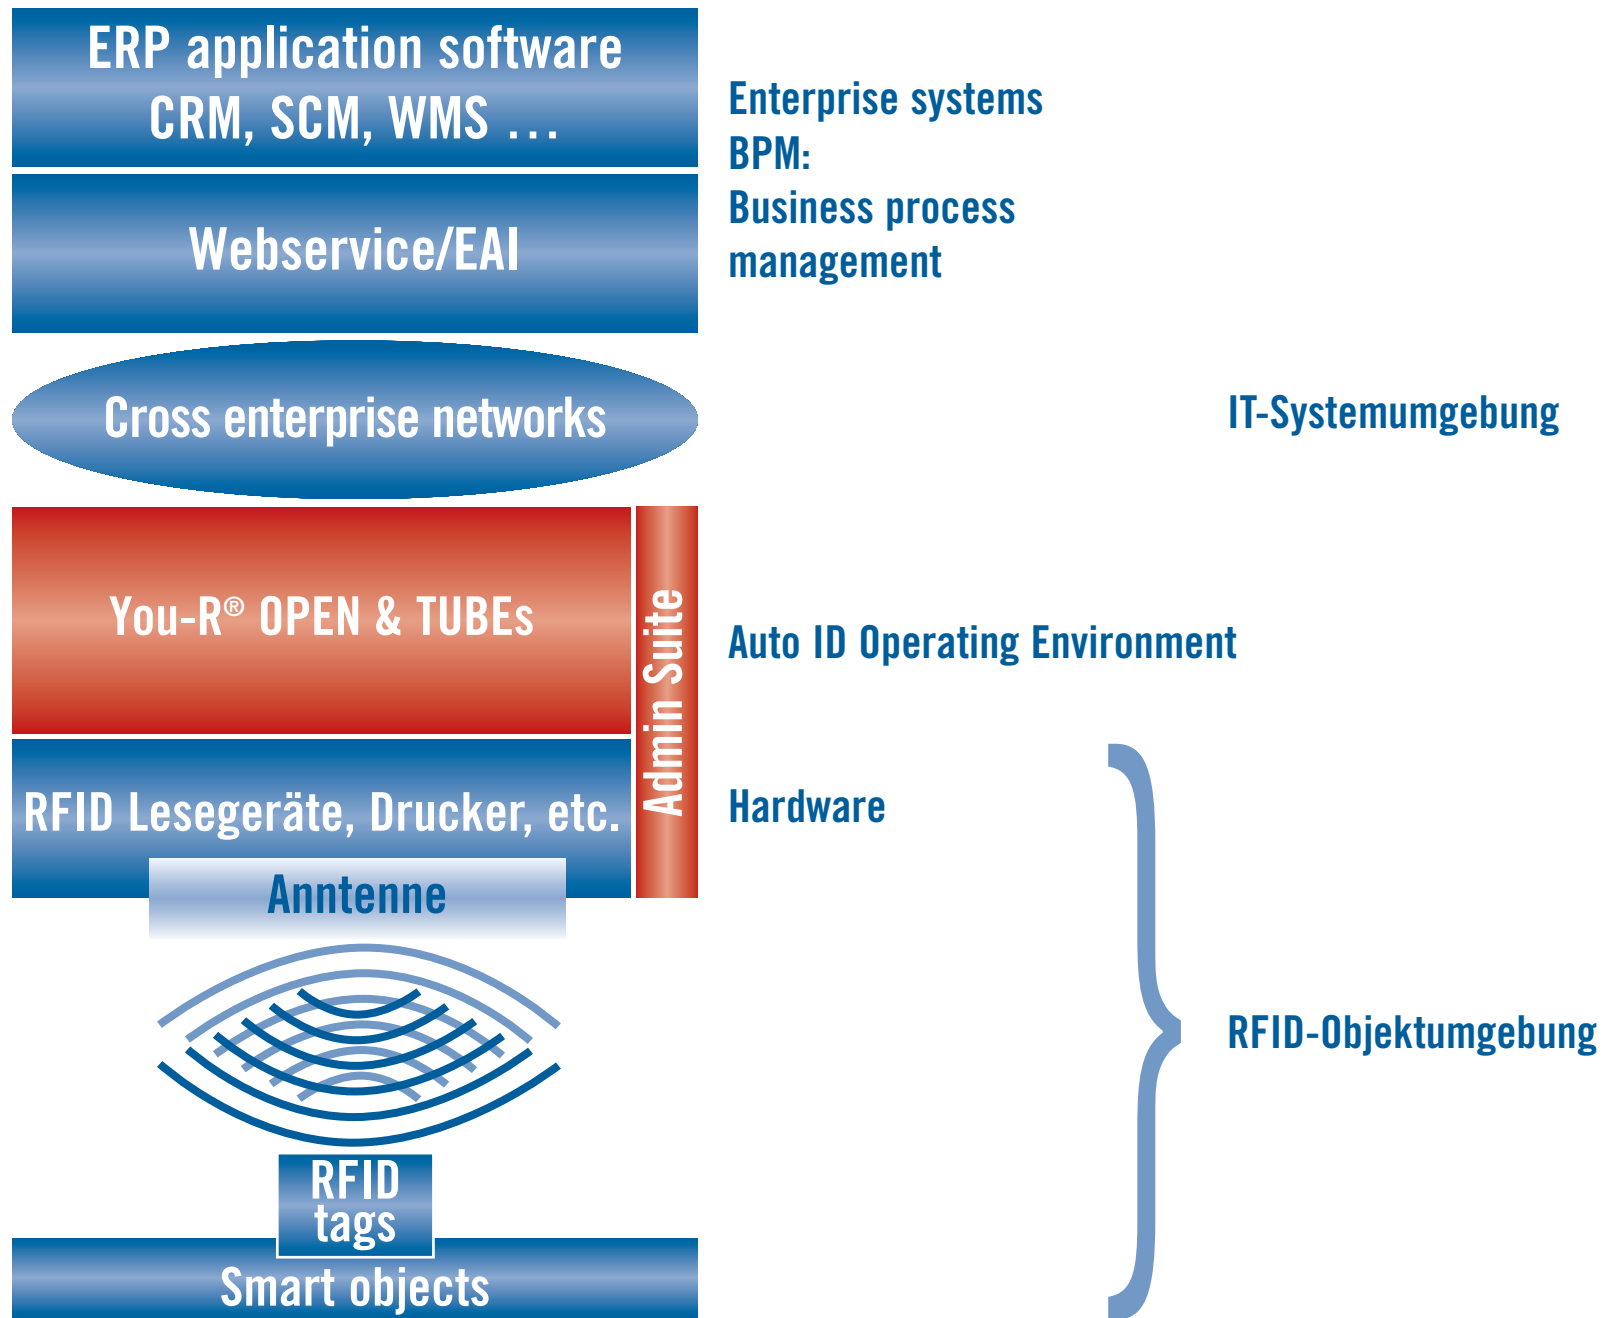 ERP application software
CRM, SCM, WMS …
Enterprise systems
BPM:
Business process
management
Webservice/EAI
Cross enterprise networks
IT-Systemumgebung
You-R® OPEN & TUBEs
Admin Suite
Auto ID Operating Environment
RFID Lesegeräte, Drucker, etc.
Hardware
Anntenne
RFID-Objektumgebung
RFID
tags
Smart objects